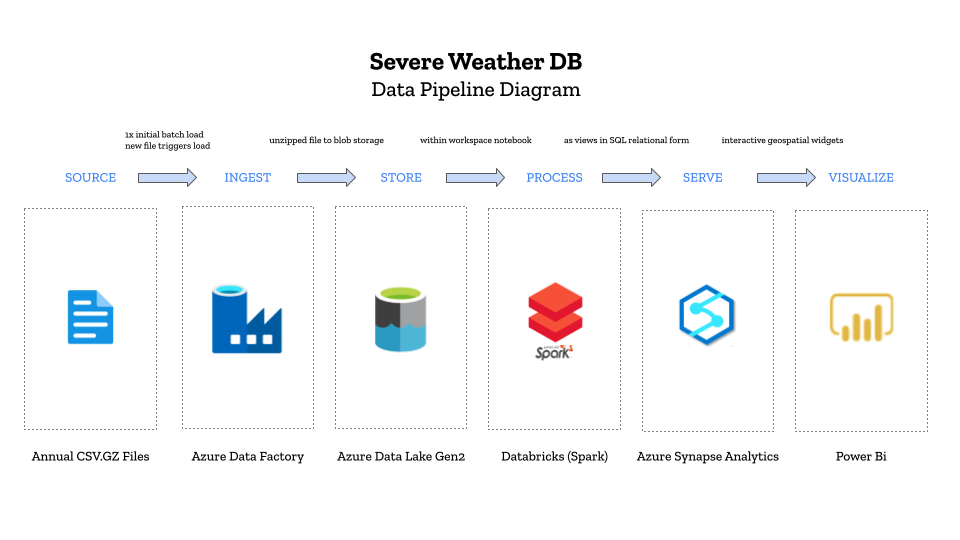 Severe Weather DB
Data Pipeline Diagram
1x initial batch load
new file triggers load
unzipped file to blob storage
within workspace notebook
as views in SQL relational form
interactive geospatial widgets
SOURCE
INGEST
STORE
PROCESS
SERVE
VISUALIZE
Spark
Annual CSV.GZ Files
Azure Data Factory
Azure Data Lake Gen2
Databricks (Spark)
Azure Synapse Analytics
Power Bi